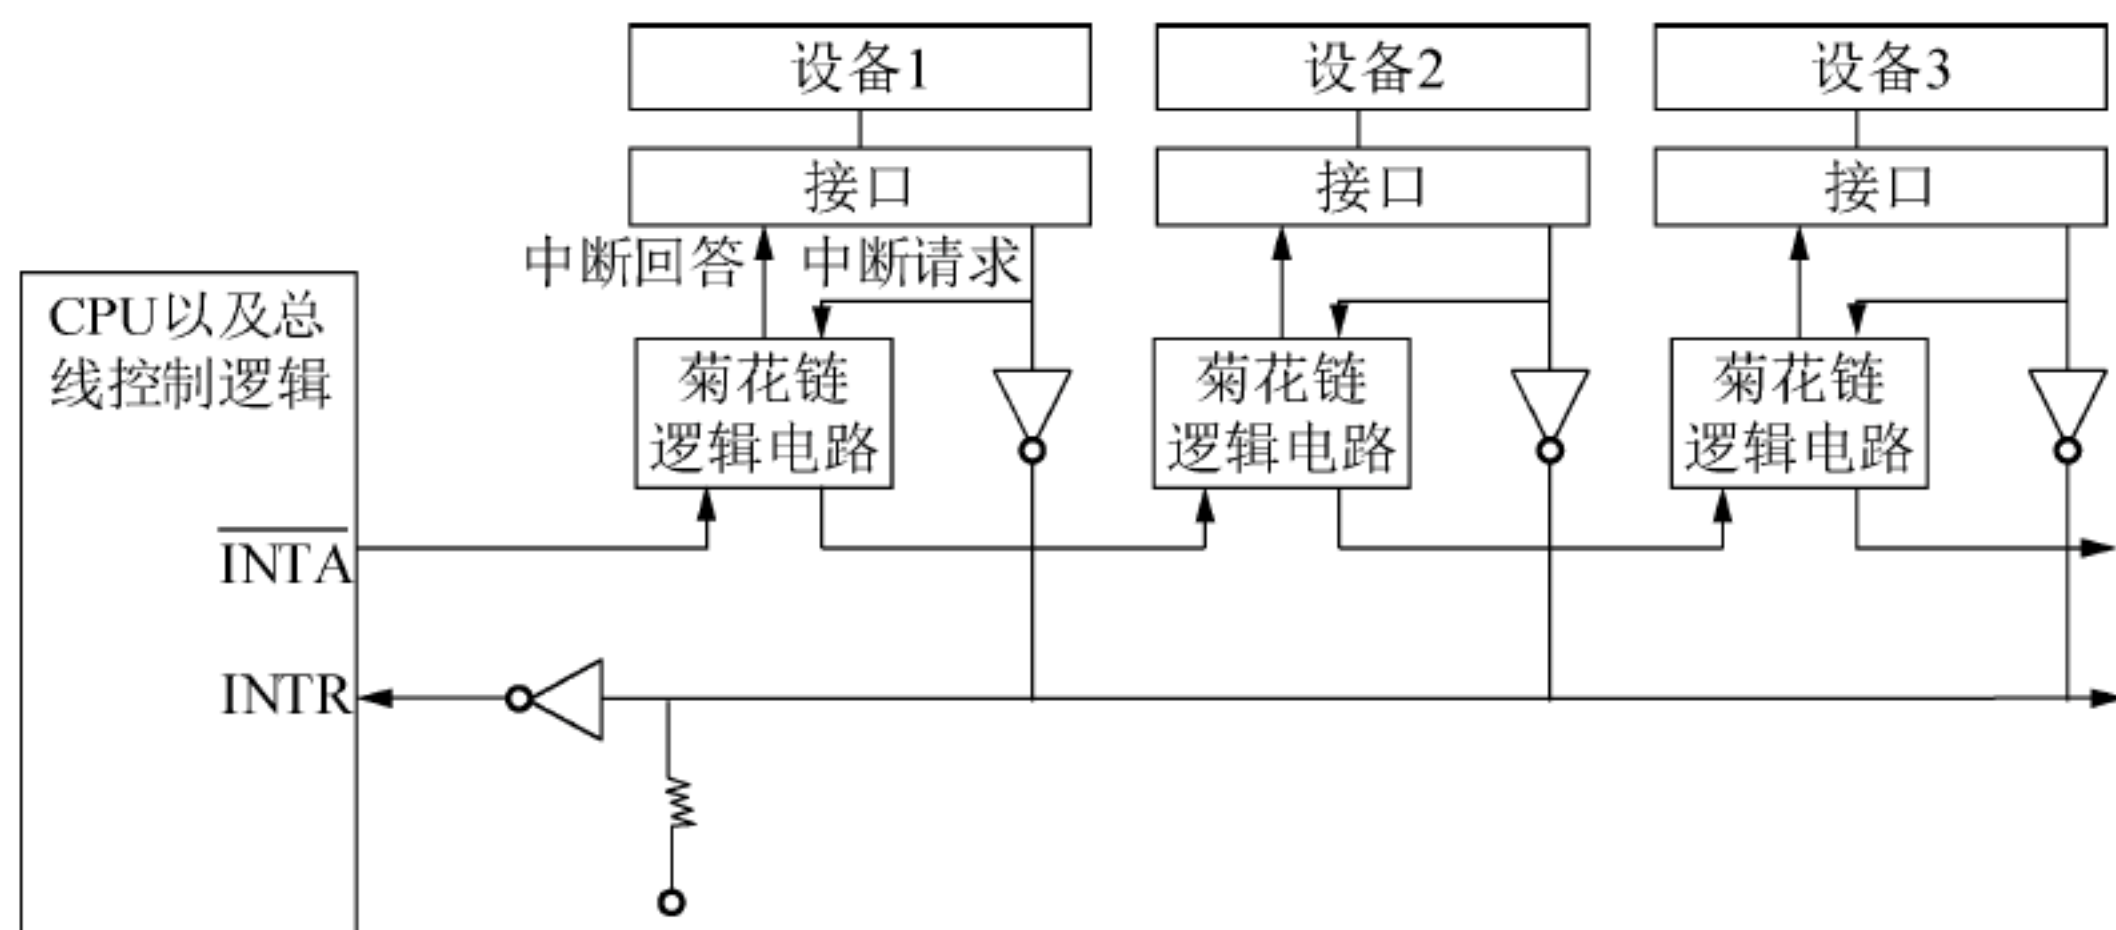 设备1
设备2
设备3
接口
接口
接口
中断回答
中断请求
CPU以及总
线控制逻辑
菊花链
逻辑电路
菊花链
逻辑电路
菊花链
逻辑电路
INTA
INTR